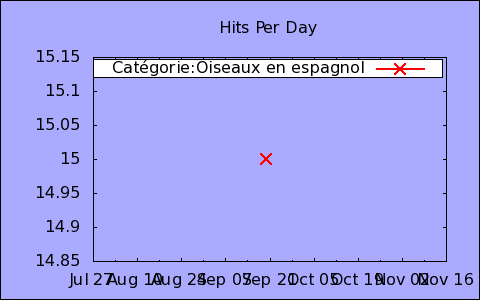 Hits Per Day
Catégorie:Oiseaux en espagnol
15.15
15.1
15.05
15
14.95
14.9
14.85
Jul 27 Aug 10 Aug 24 Sep 07 Sep 21 Oct 05 Oct 19 Nov 02 Nov 16